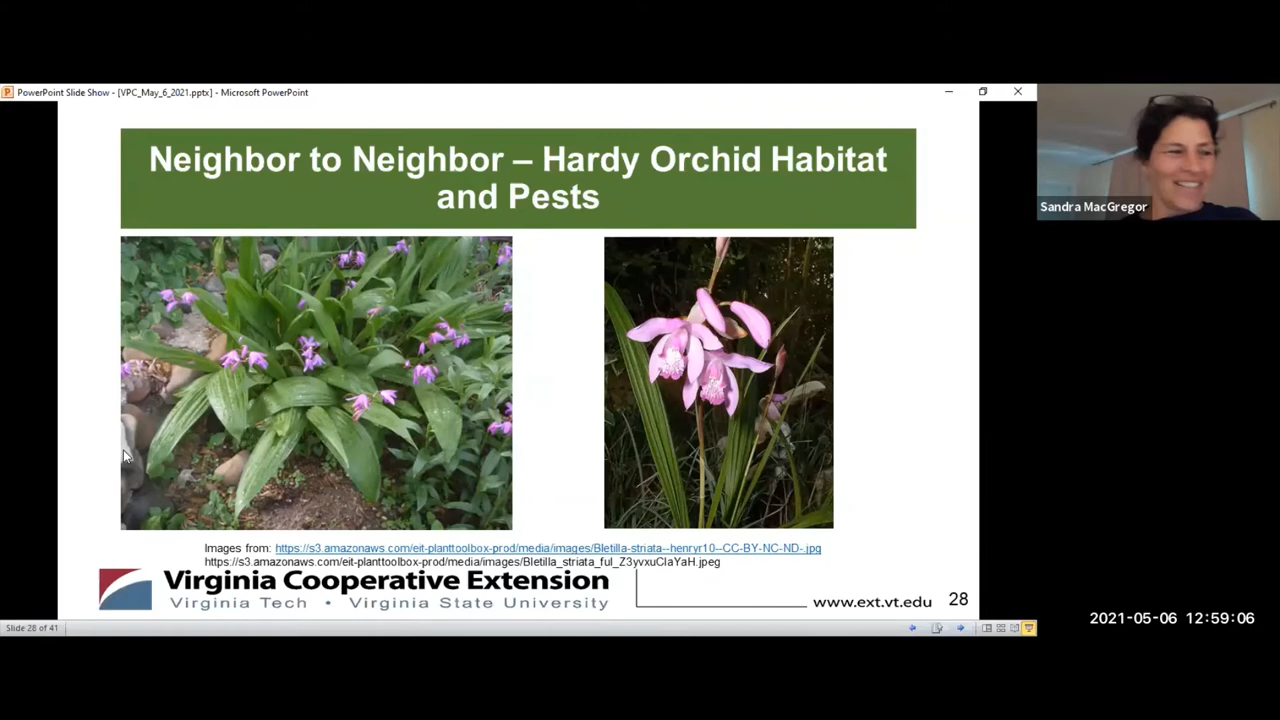 PowerPoint Slide Show - [VPC_May_6_2021.pptx] - Microsoft PowerPoint
Neighbor to Neighbor – Hardy Orchid Habitat
and Pests
Sandra MacGregor
Images from: https://s3.amazonaws.com/eit-planttoolbox-prod/media/images/Bletilla-striata--henryr10--CC-BY-NC-ND-.jpg
https://s3.amazonaws.com/eit-planttoolbox-prod/media/images/Bletilla_striata_ful_Z3yvxuClaYaH.jpeg
Virginia Cooperative Extension
Virginia Tech • Virginia State University
www.ext.vt.edu 28
Slide 28 of 41
2021-05-06 12:59:06